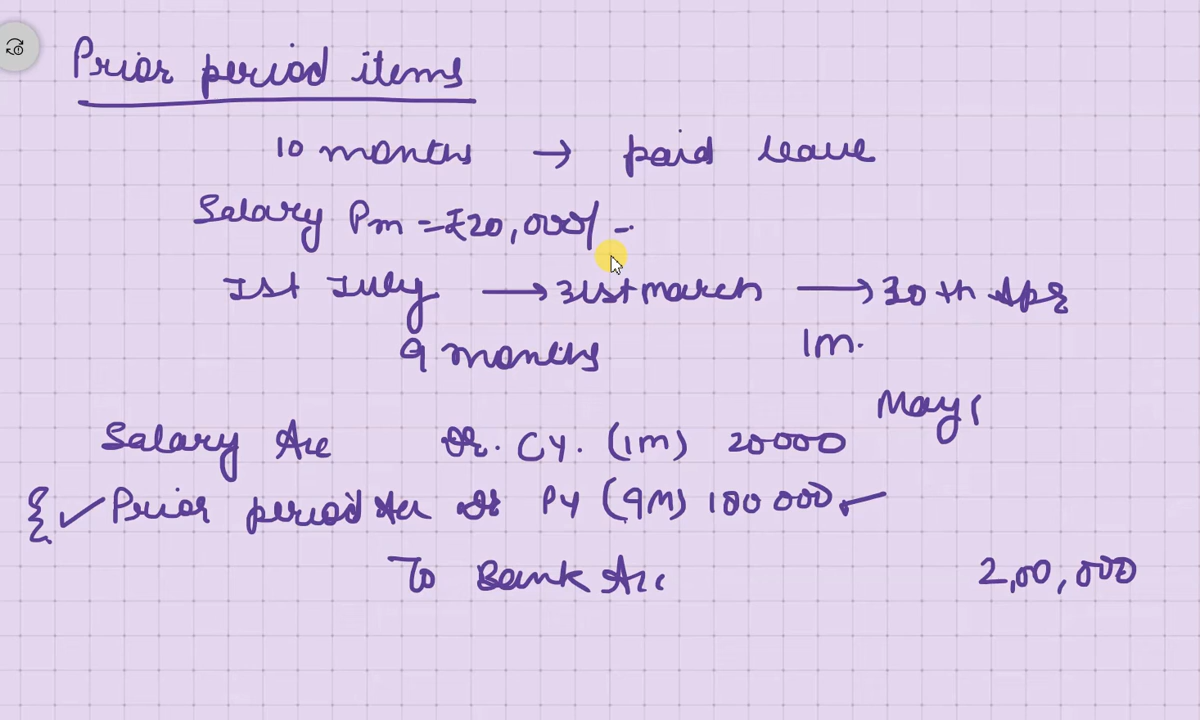 Prior period items
10 months → paid leave
Salary Pm = ₹20,000/-
Ist July → 31st march → 30th Apr
9 months 1m.
May (
Salary A/c Dr. CY. (1m) 20000
{ ✓ Prior period A/c Dr PY (9M) 180000 ✓
To Bank A/c 2,00,000